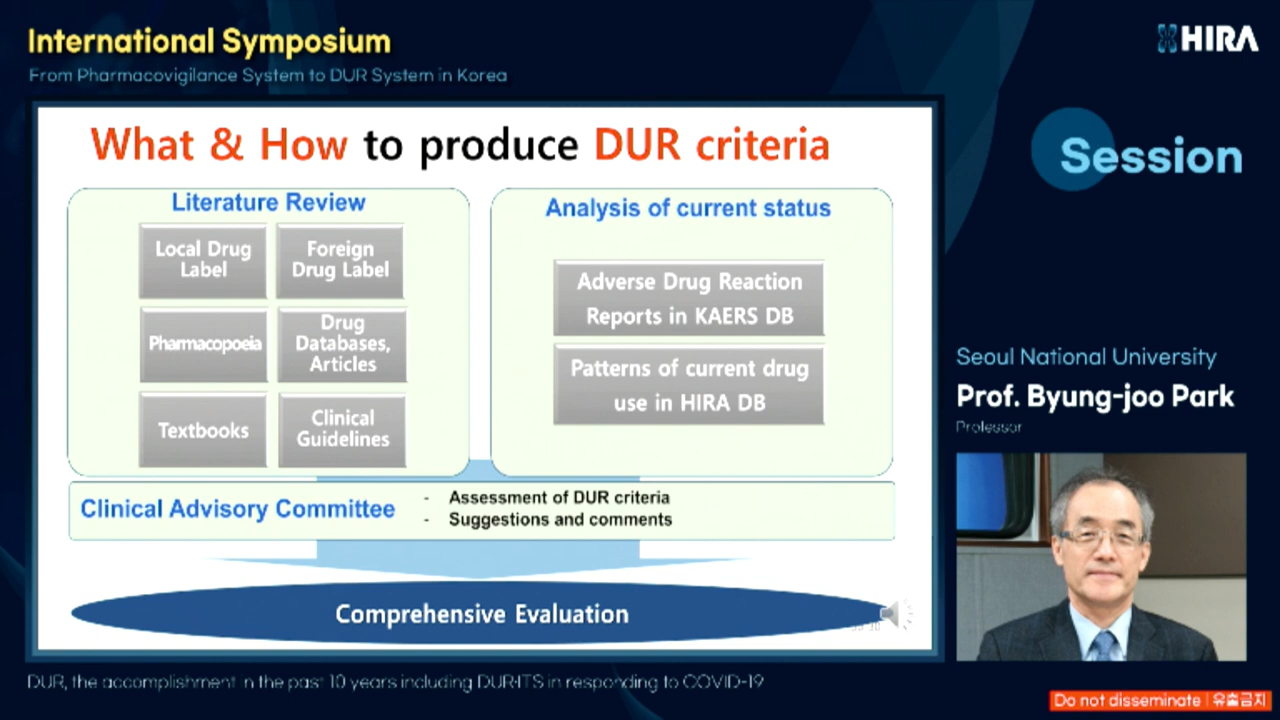 International Symposium
From Pharmacovigilance System to DUR System in Korea
HIRA
What & How to produce DUR criteria
Literature Review
Local Drug
Label
Foreign
Drug Label
Pharmacopoeia
Drug
Databases,
Articles
Textbooks
Clinical
Guidelines
Analysis of current status
Adverse Drug Reaction
Reports in KAERS DB
Patterns of current drug
use in HIRA DB
Clinical Advisory Committee
- Assessment of DUR criteria
- Suggestions and comments
Comprehensive Evaluation
Session
Seoul National University
Prof. Byung-joo Park
Professor
DUR, the accomplishment in the past 10 years including DUR·ITS in responding to COVID-19
Do not disseminate | 유출금지